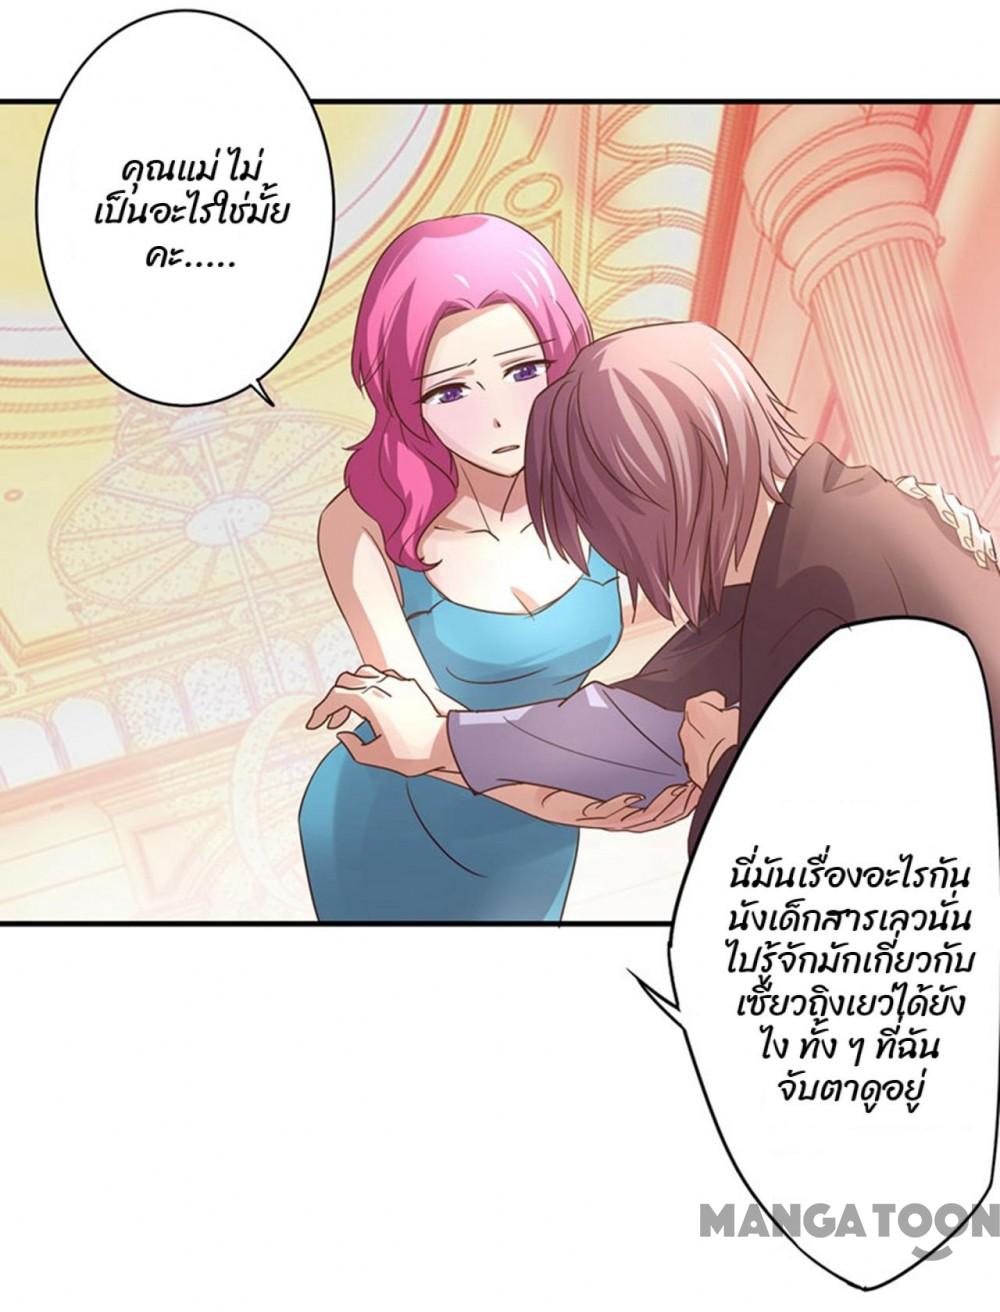 คุณแม่ ไม่
เป็นอะไรใช่มั้ย
คะ.....
นี่มันเรื่องอะไรกัน
นังเด็กสารเลวนั่น
ไปรู้จักมักเกี่ยวกับ
เซียวถิงเยว่ได้ยัง
ไง ทั้ง ๆ ที่ฉัน
จับตาดูอยู่
MANGATOON